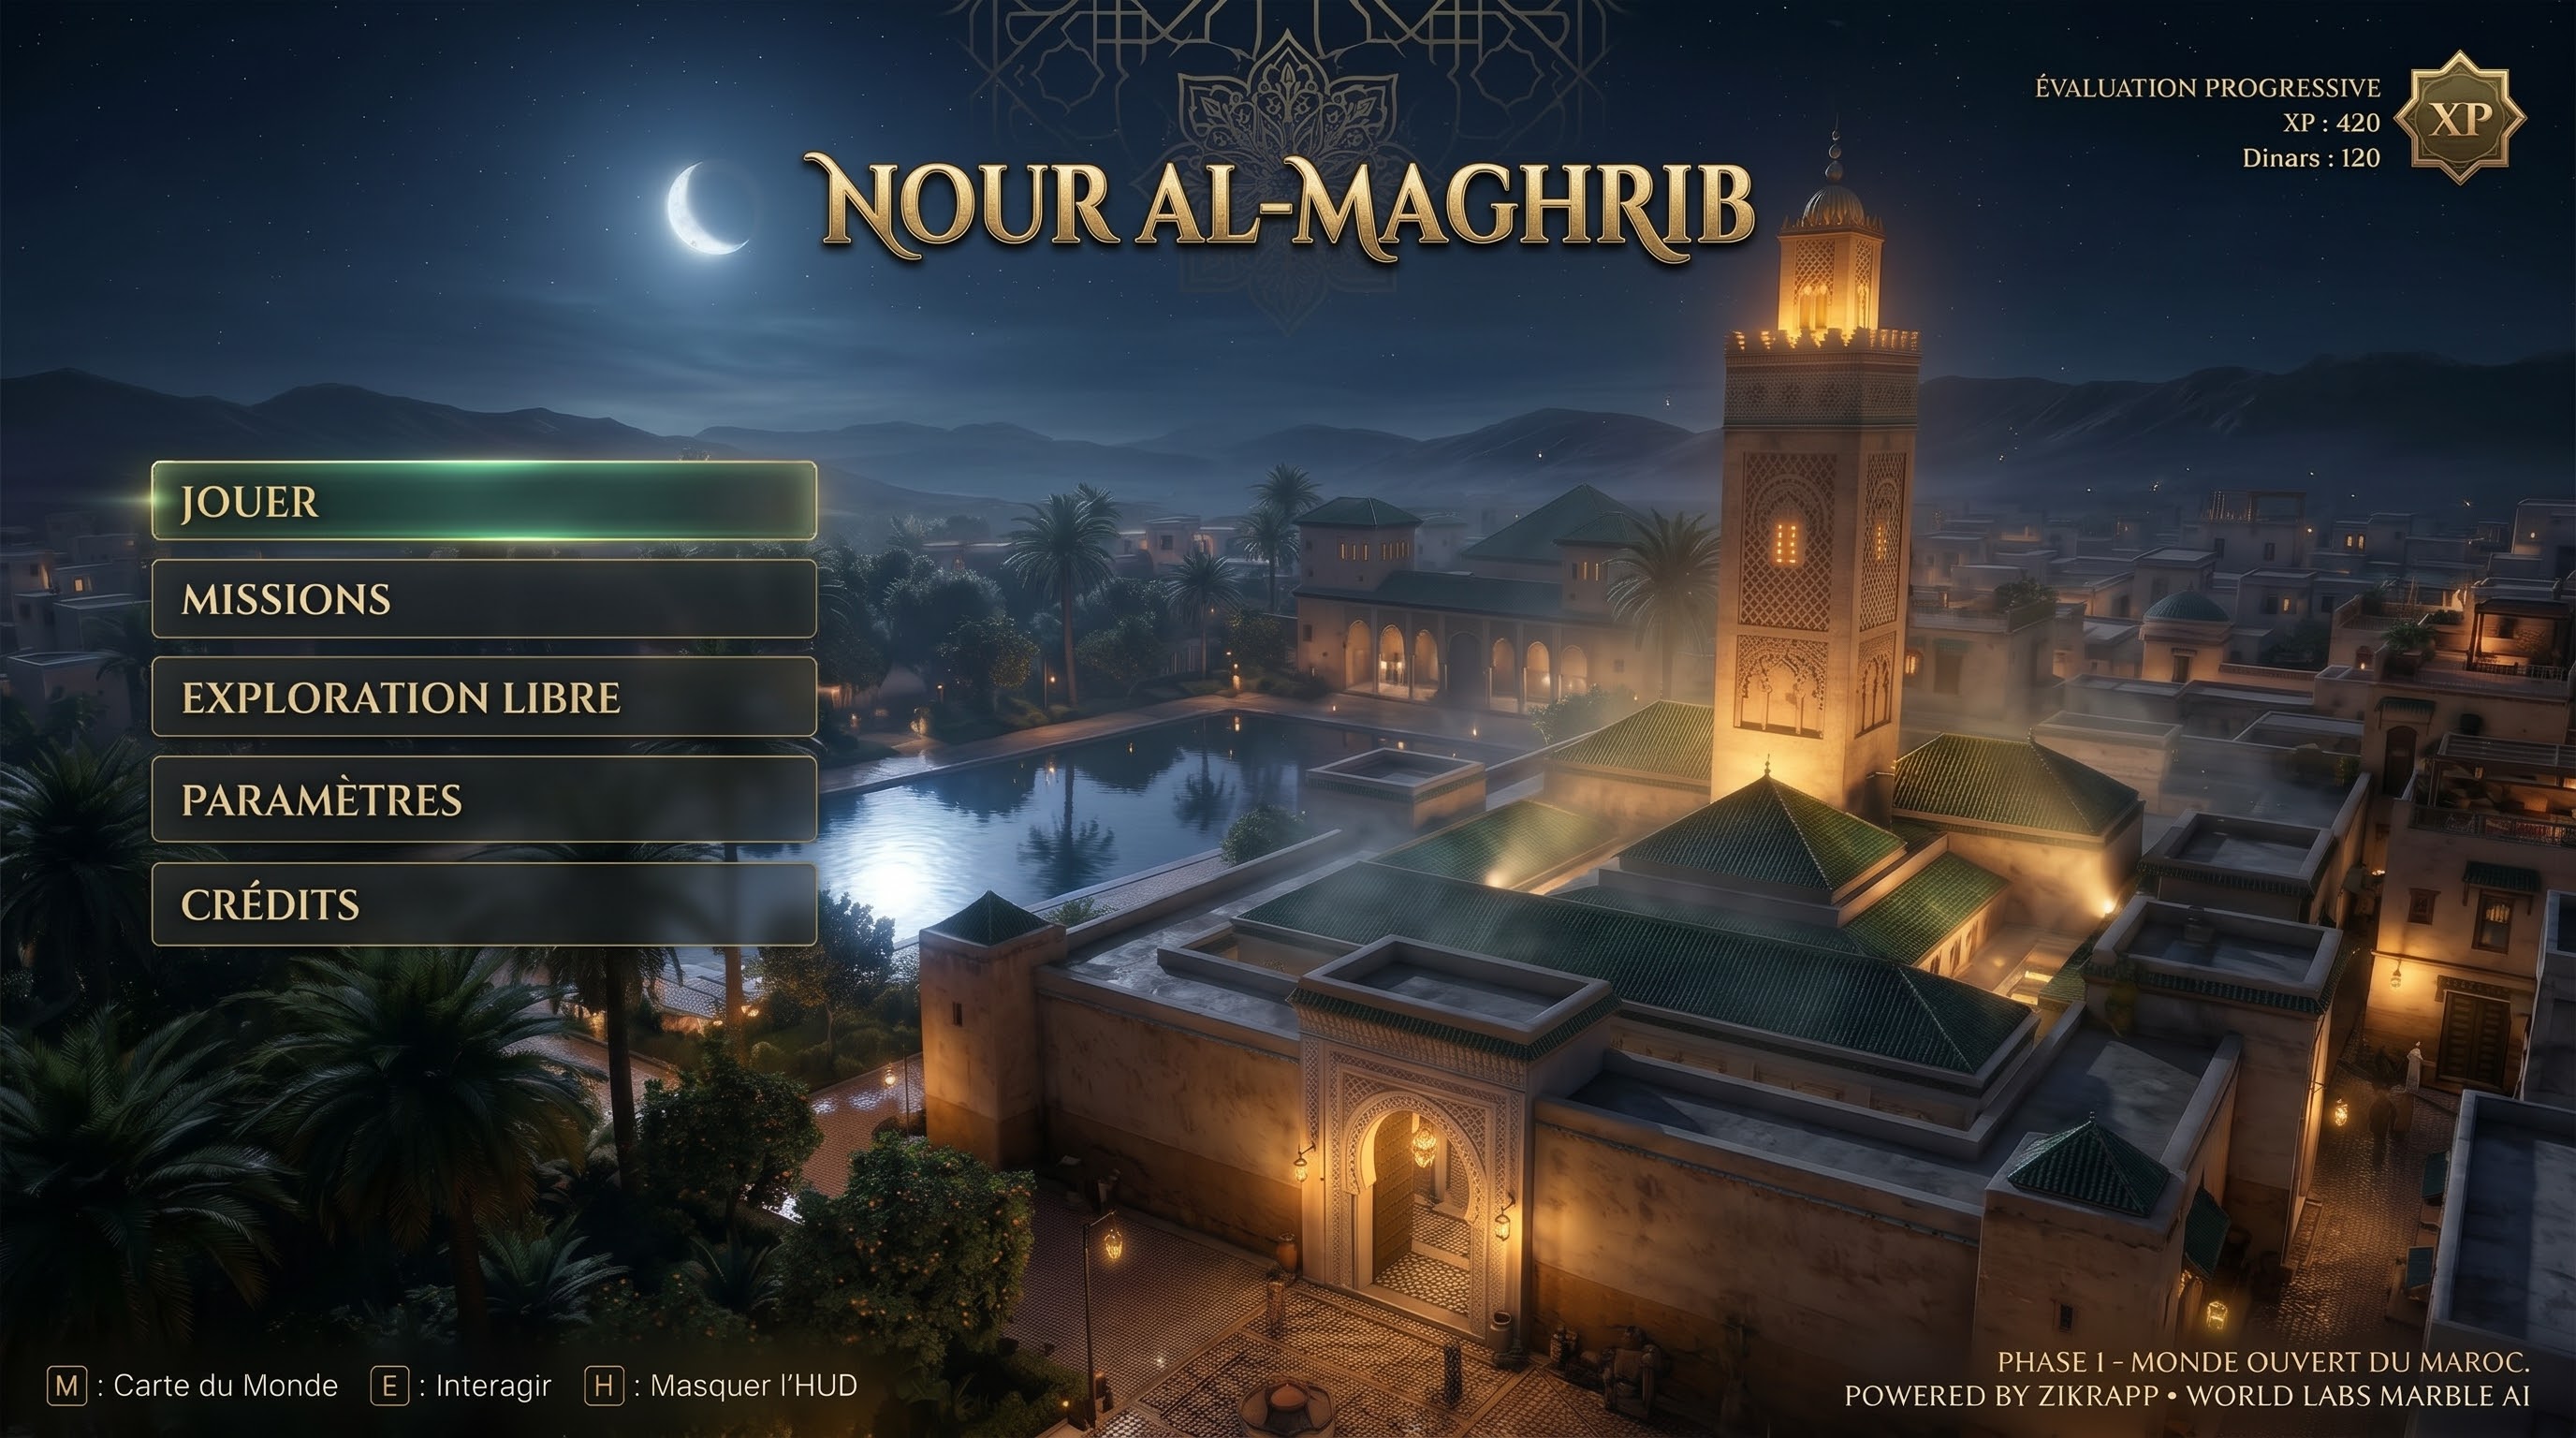 NOUR AL-MAGHRIB
ÉVALUATION PROGRESSIVE
XP : 420
Dinars : 120
XP
JOUER
MISSIONS
EXPLORATION LIBRE
PARAMÈTRES
CRÉDITS
M : Carte du Monde E : Interagir H : Masquer l'HUD
PHASE 1 - MONDE OUVERT DU MAROC.
POWERED BY ZIKRAPP • WORLD LABS MARBLE AI